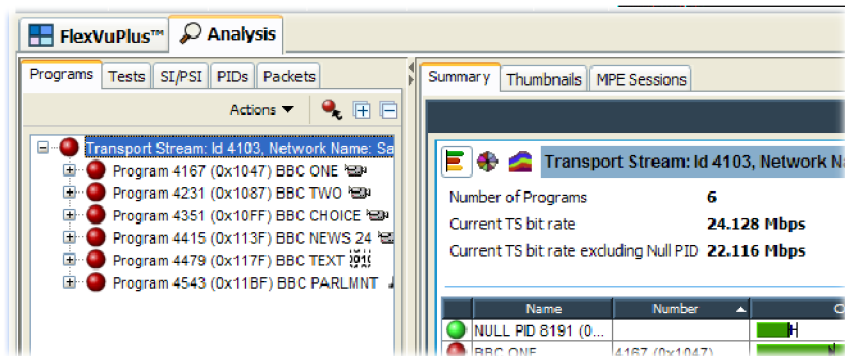 FlexVuPlus™ Analysis
Programs Tests SI/PSI PIDs Packets
Actions
Transport Stream: Id 4103, Network Name: Sa
Program 4167 (0x1047) BBC ONE
Program 4231 (0x1087) BBC TWO
Program 4351 (0x10FF) BBC CHOICE
Program 4415 (0x113F) BBC NEWS 24
Program 4479 (0x117F) BBC TEXT
Program 4543 (0x11BF) BBC PARLMNT
Summary Thumbnails MPE Sessions
Transport Stream: Id 4103, Network N
Number of Programs 6
Current TS bit rate 24.128 Mbps
Current TS bit rate excluding Null PID 22.116 Mbps
Name Number
NULL PID 8191 (0...
BBC ONE 4167 (0x1047)